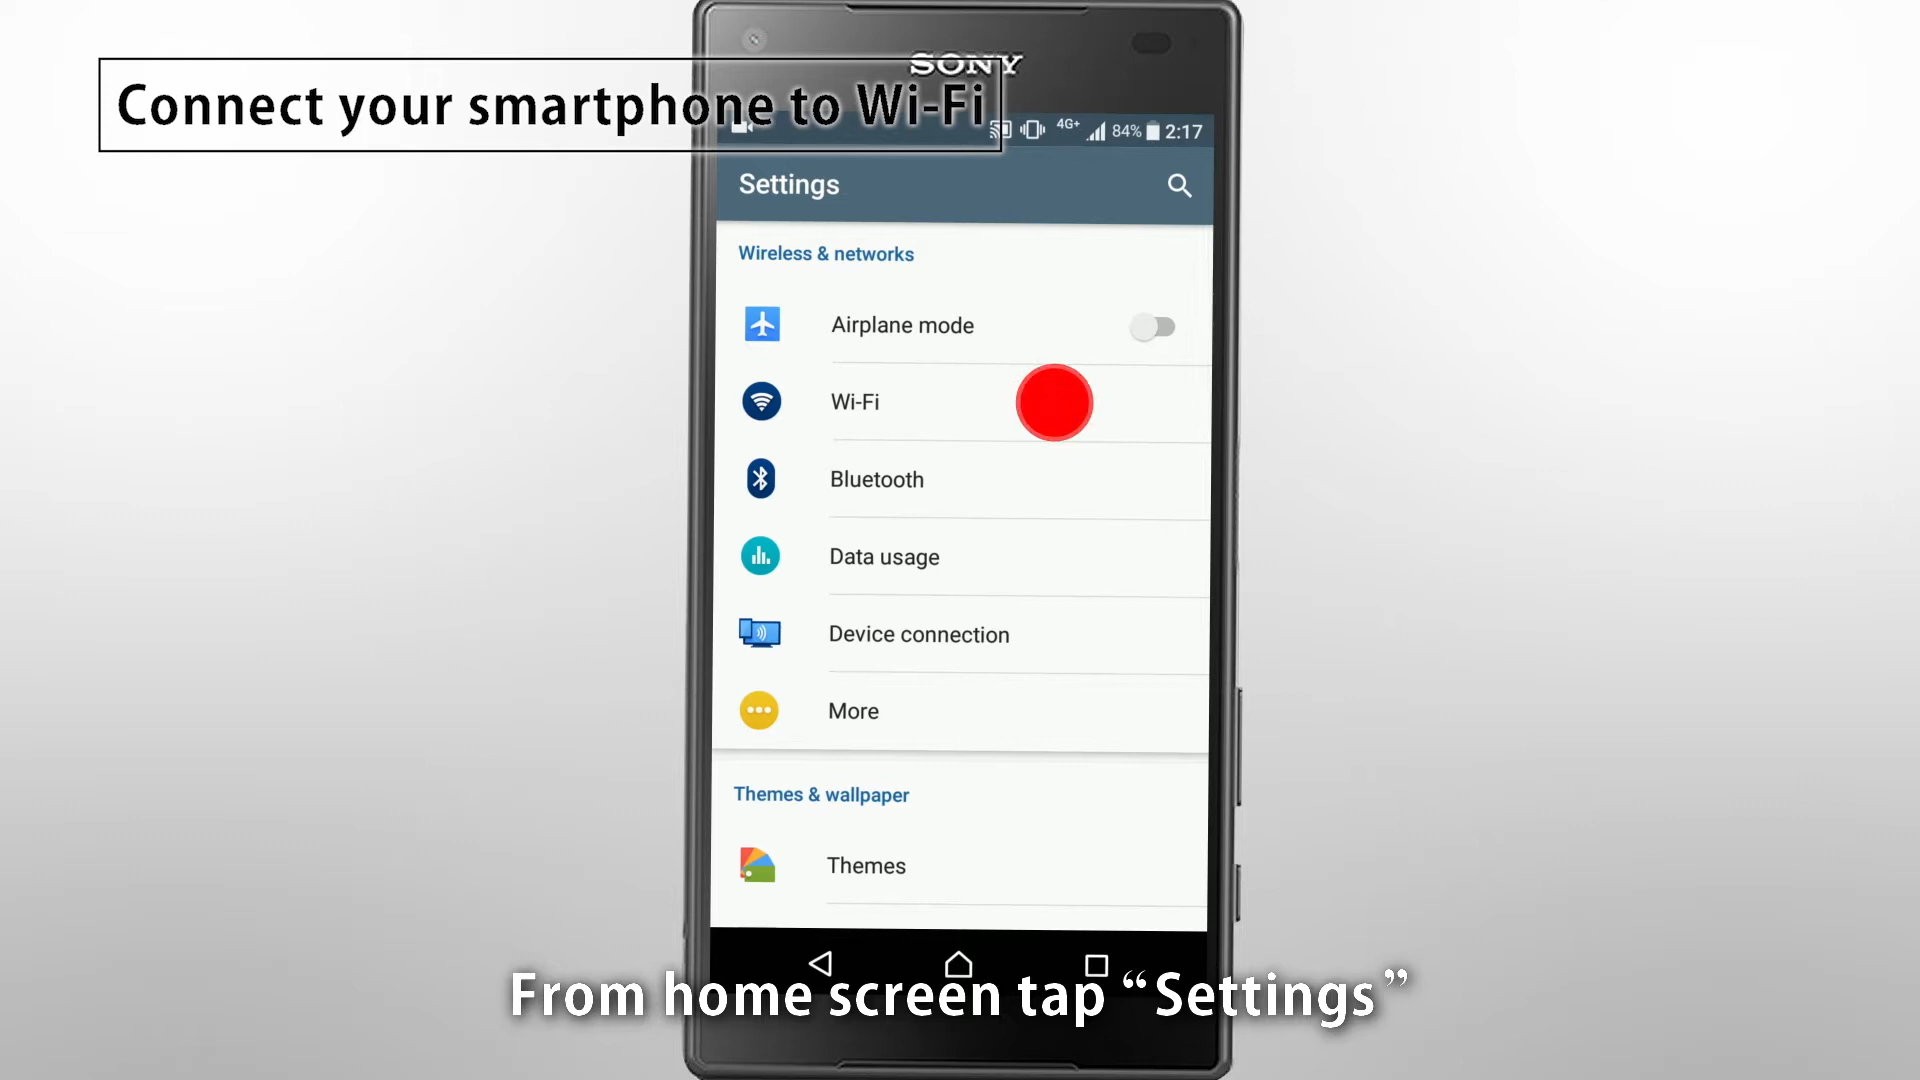 SONY
Connect your smartphone to Wi-Fi
4G+ 84% 2:17
Settings
Wireless & networks
Airplane mode
Wi-Fi
Bluetooth
Data usage
Device connection
More
Themes & wallpaper
Themes
From home screen tap “Settings”